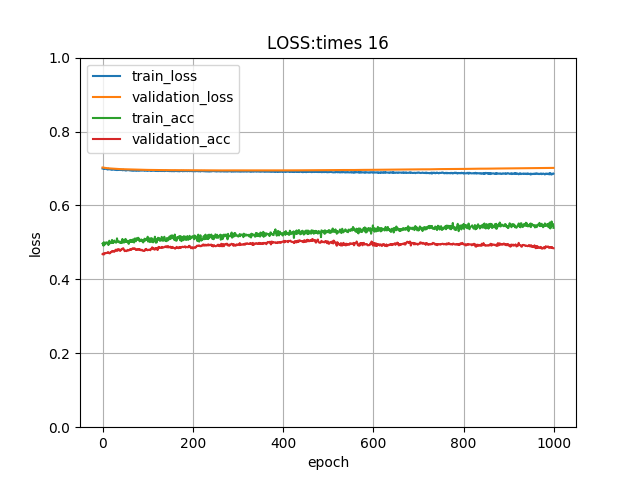 LOSS:times 16
1.0
0.8
0.6
0.4
0.2
0.0
loss
train_loss
validation_loss
train_acc
validation_acc
0 200 400 600 800 1000
epoch